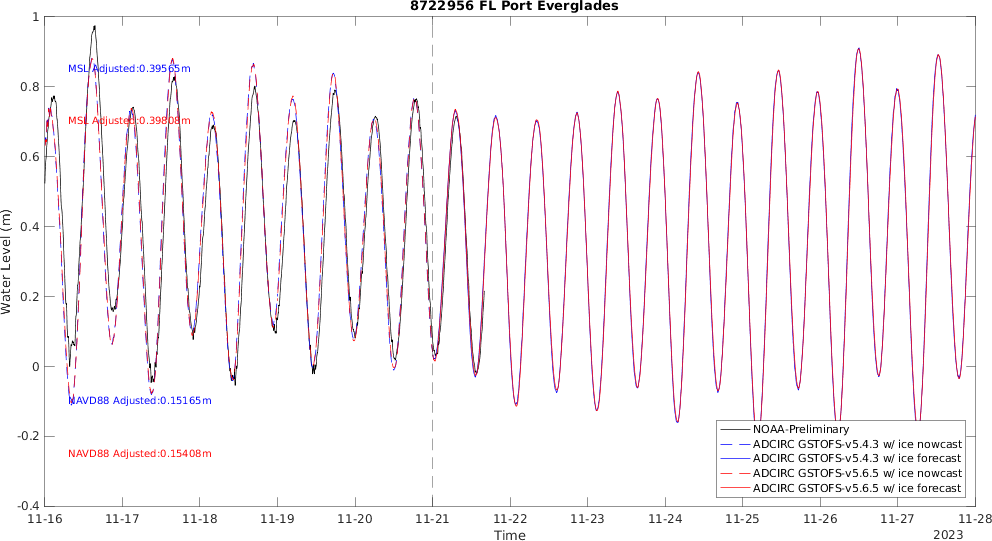 8722956 FL Port Everglades
1
0.8
0.6
0.4
0.2
0
-0.2
-0.4
Water Level (m)
MSL Adjusted:0.39565m
MSL Adjusted:0.39808m
NAVD88 Adjusted:0.15165m
NAVD88 Adjusted:0.15408m
NOAA-Preliminary
ADCIRC GSTOFS-v5.4.3 w/ ice nowcast
ADCIRC GSTOFS-v5.4.3 w/ ice forecast
ADCIRC GSTOFS-v5.6.5 w/ ice nowcast
ADCIRC GSTOFS-v5.6.5 w/ ice forecast
11-16 11-17 11-18 11-19 11-20 11-21 11-22 11-23 11-24 11-25 11-26 11-27 11-28
Time
2023